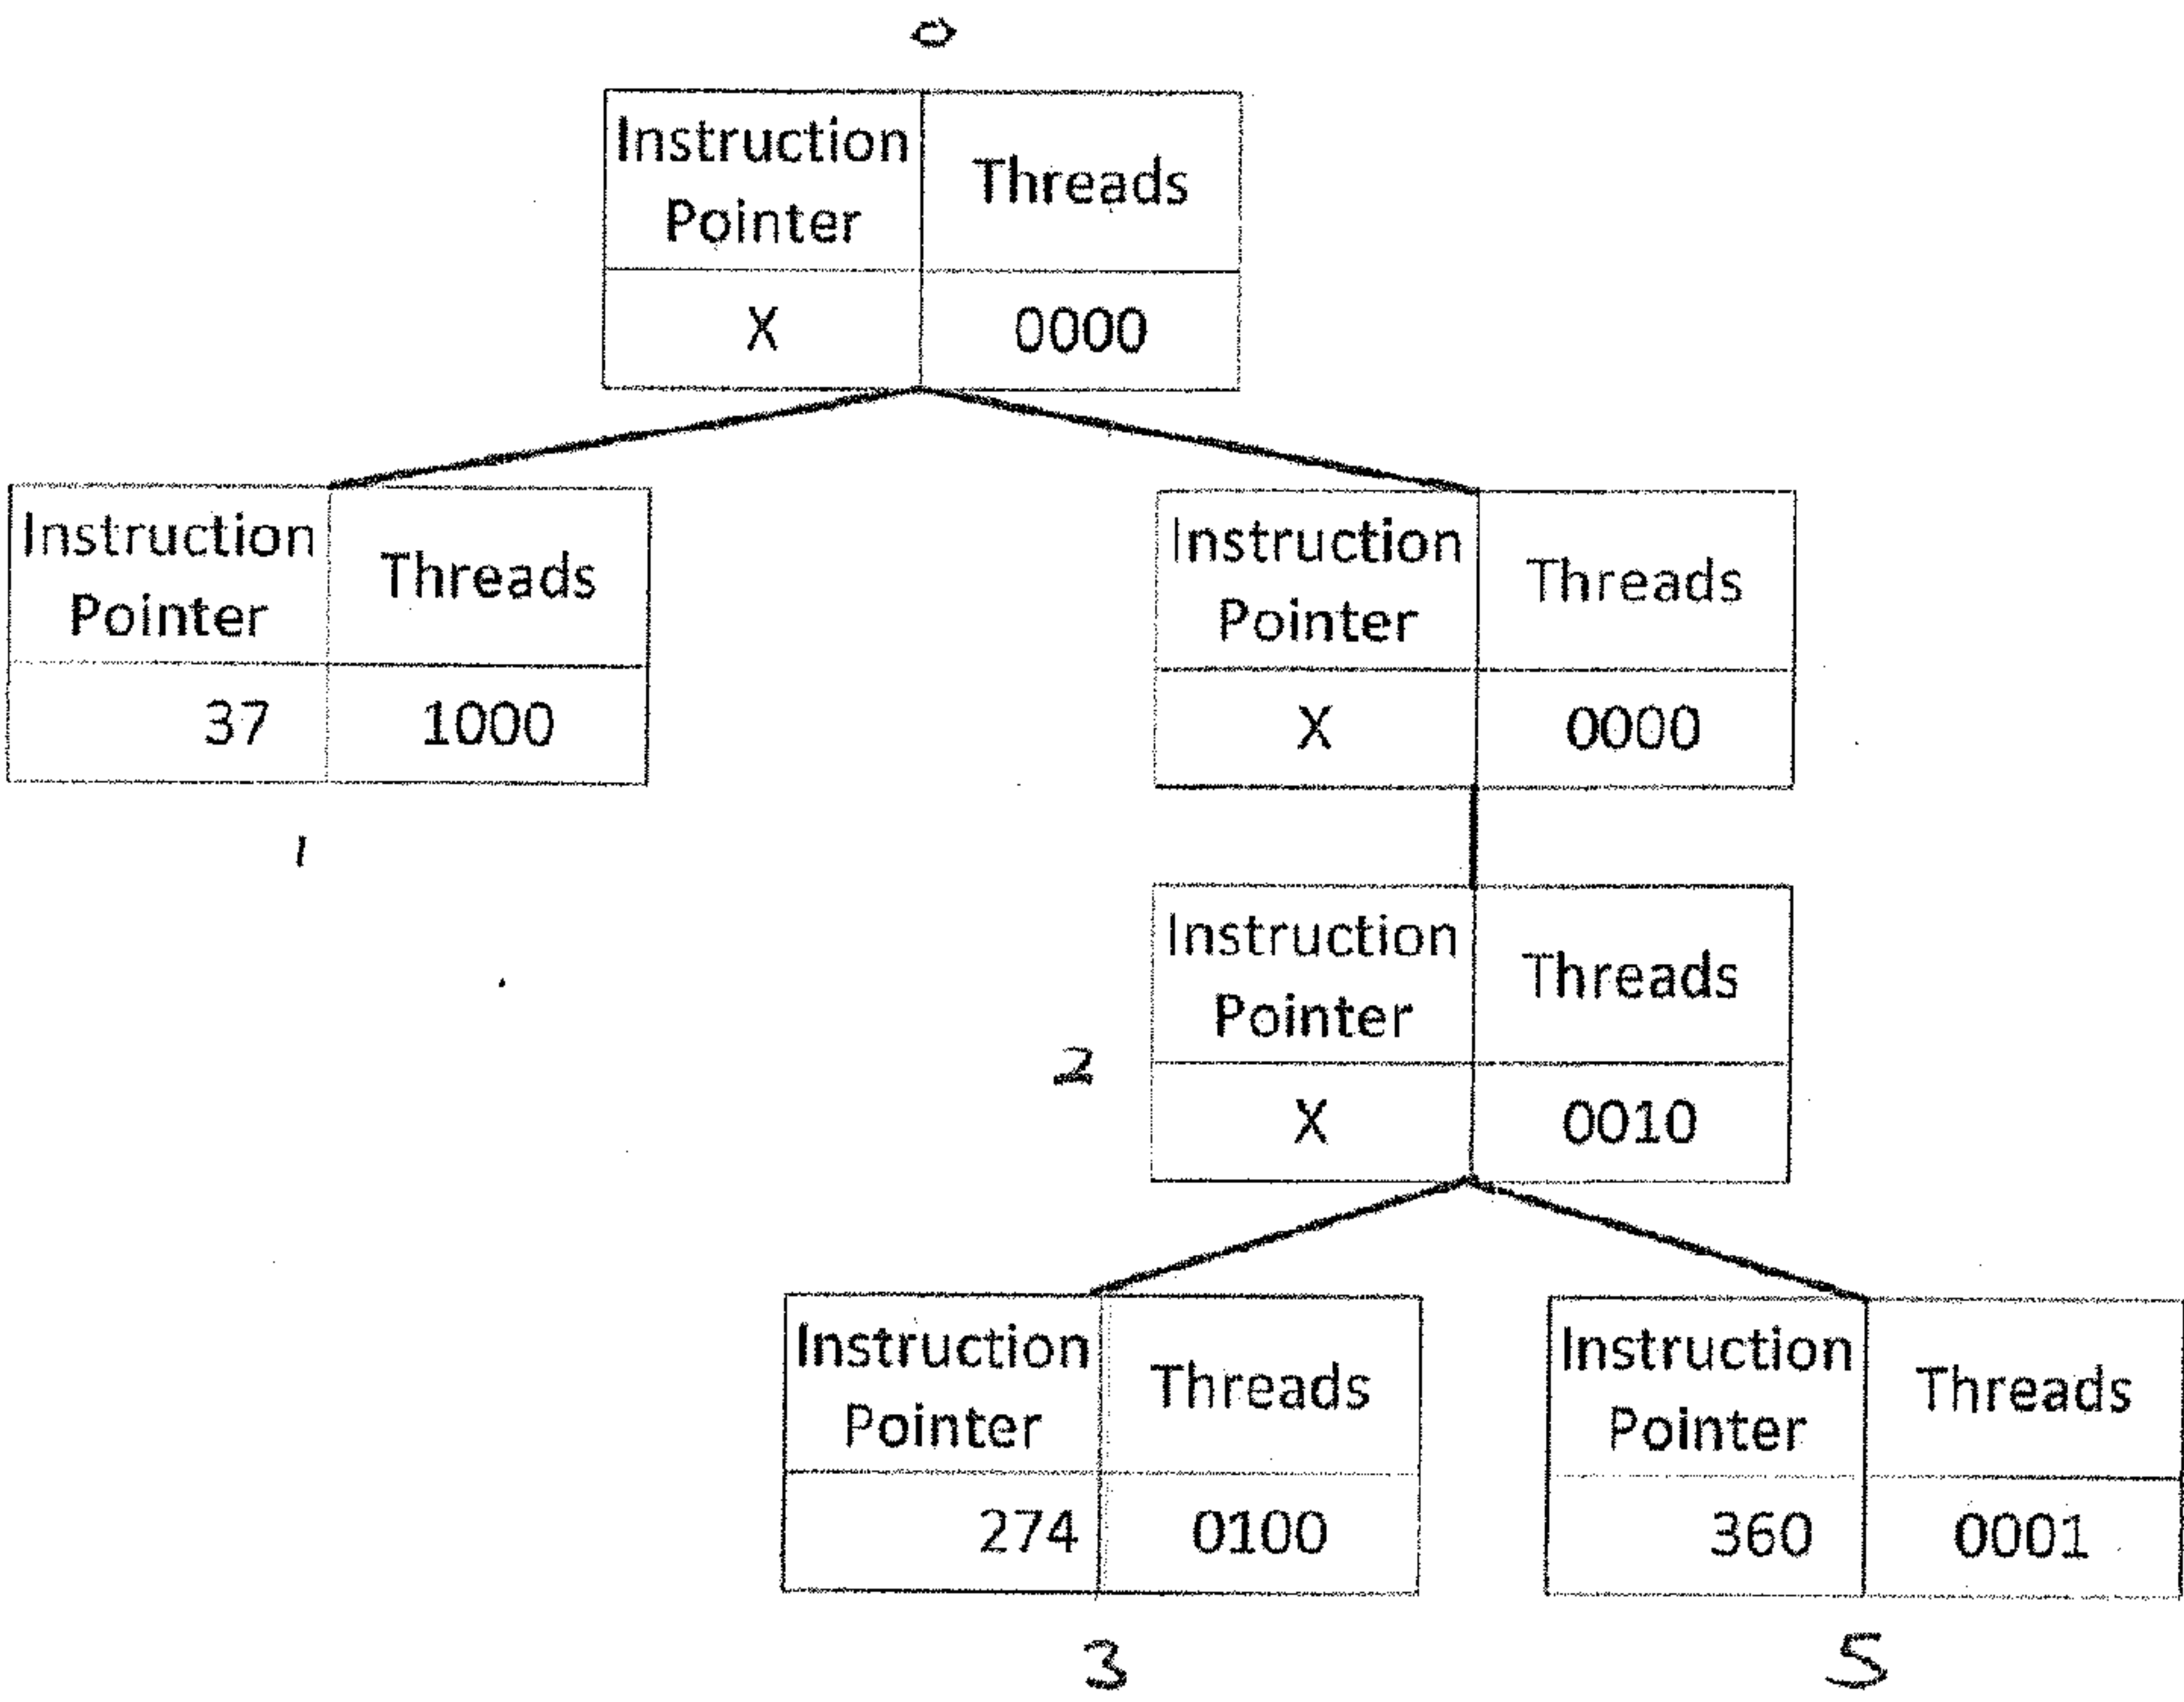 0
Instruction Pointer Threads
X 0000
Instruction Pointer Threads
37 1000
1
Instruction Pointer Threads
X 0000
Instruction Pointer Threads
2
X 0010
Instruction Pointer Threads
274 0100
3
Instruction Pointer Threads
360 0001
5